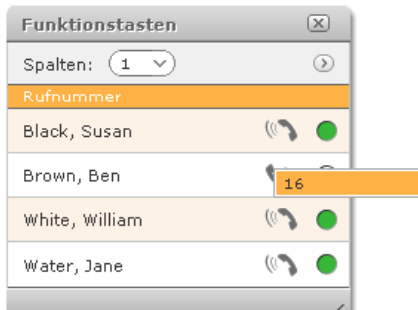 Funktionstasten
Spalten: 1
Rufnummer
Black, Susan
Brown, Ben
16
White, William
Water, Jane